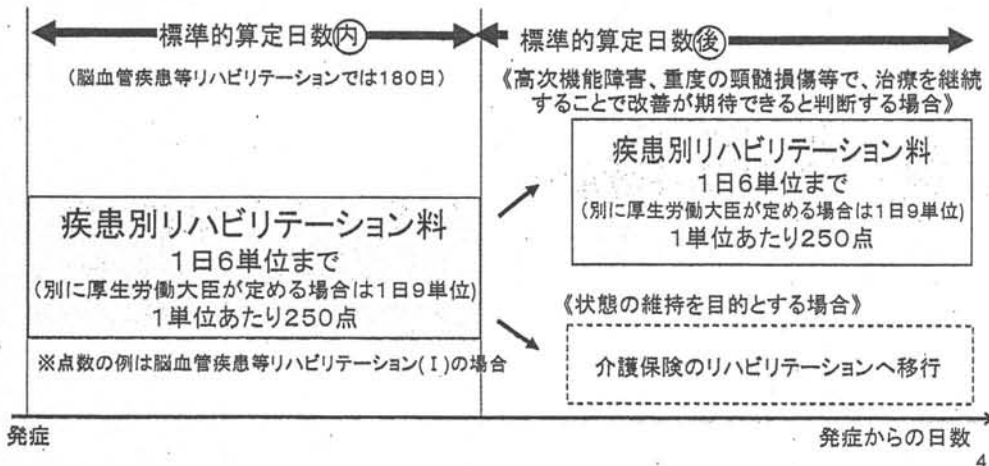 標準的算定日数内
(脳血管疾患等リハビリテーションでは180日)
疾患別リハビリテーション料
1日6単位まで
(別に厚生労働大臣が定める場合は1日9単位)
1単位あたり250点
※点数の例は脳血管疾患等リハビリテーション(Ⅰ)の場合
標準的算定日数後
《高次機能障害、重度の頸髄損傷等で、治療を継続
することで改善が期待できると判断する場合》
疾患別リハビリテーション料
1日6単位まで
(別に厚生労働大臣が定める場合は1日9単位)
1単位あたり250点
《状態の維持を目的とする場合》
介護保険のリハビリテーションへ移行
発症
発症からの日数
4